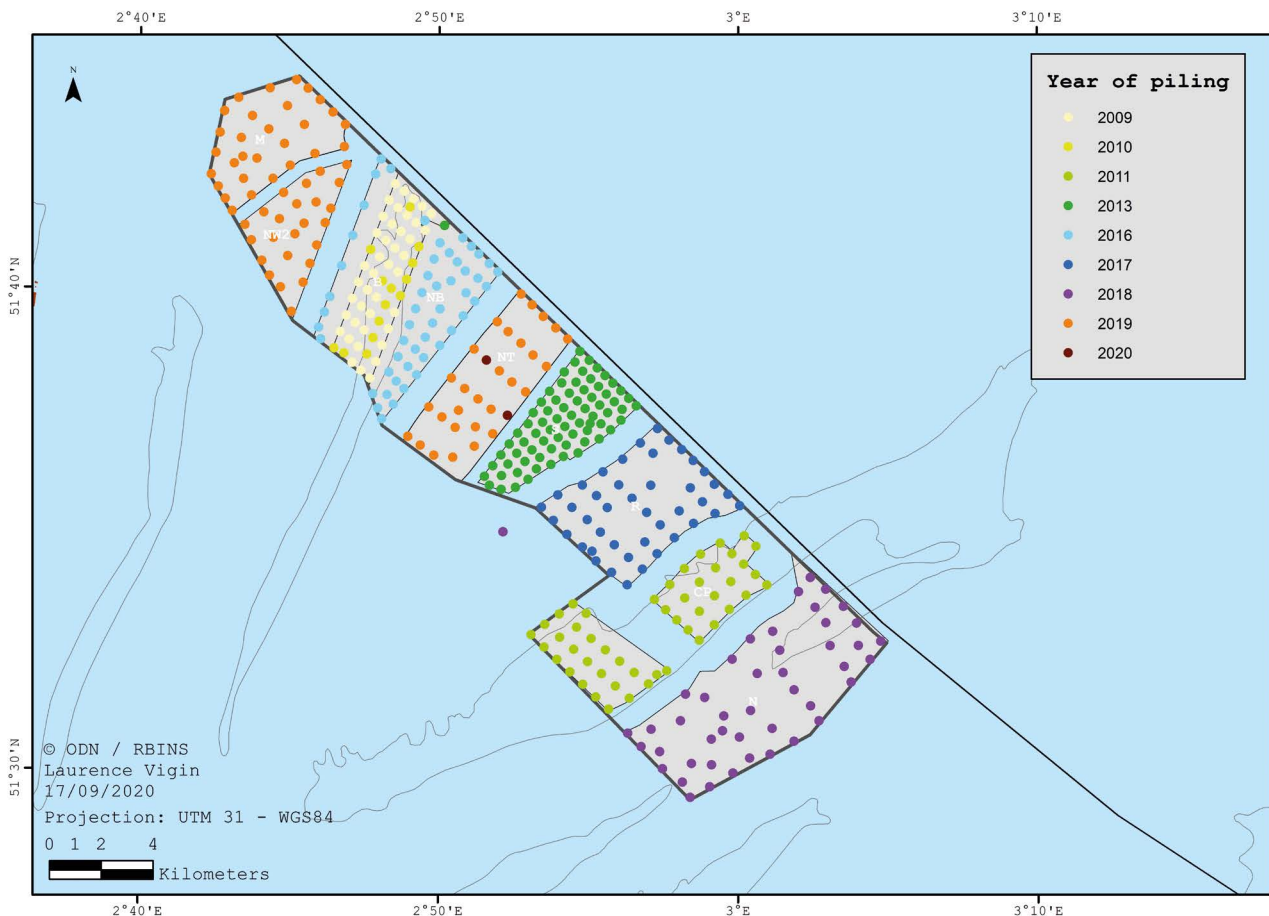 2°40'E 2°50'E 3°E 3°10'E
N
Year of piling
2009
2010
2011
2013
2016
2017
2018
2019
2020
M
NW2
B
NB
NT
R
CP
N
51°40'N
51°30'N
© ODN / RBINS
Laurence Vigin
17/09/2020
Projection: UTM 31 - WGS84
0 1 2 4
Kilometers
2°40'E 2°50'E 3°E 3°10'E